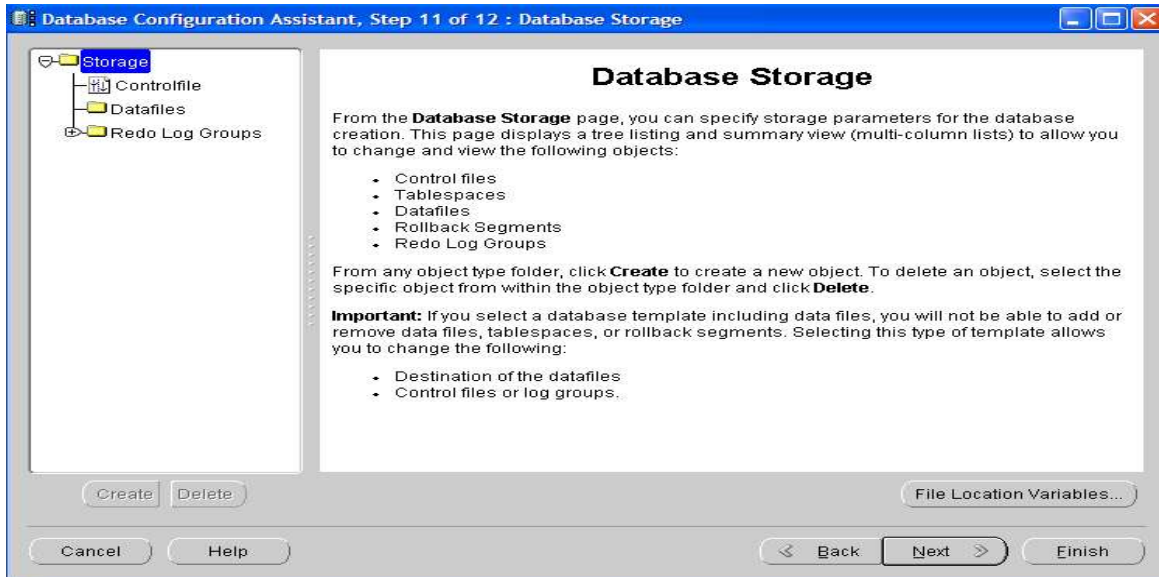 Database Configuration Assistant, Step 11 of 12 : Database Storage
Storage
Controlfile
Datafiles
Redo Log Groups
Database Storage
From the Database Storage page, you can specify storage parameters for the database
creation. This page displays a tree listing and summary view (multi-column lists) to allow you
to change and view the following objects:
• Control files
• Tablespaces
• Datafiles
• Rollback Segments
• Redo Log Groups
From any object type folder, click Create to create a new object. To delete an object, select the
specific object from within the object type folder and click Delete.
Important: If you select a database template including data files, you will not be able to add or
remove data files, tablespaces, or rollback segments. Selecting this type of template allows
you to change the following:
• Destination of the datafiles
• Control files or log groups.
Create Delete File Location Variables...
Cancel Help Back Next Finish